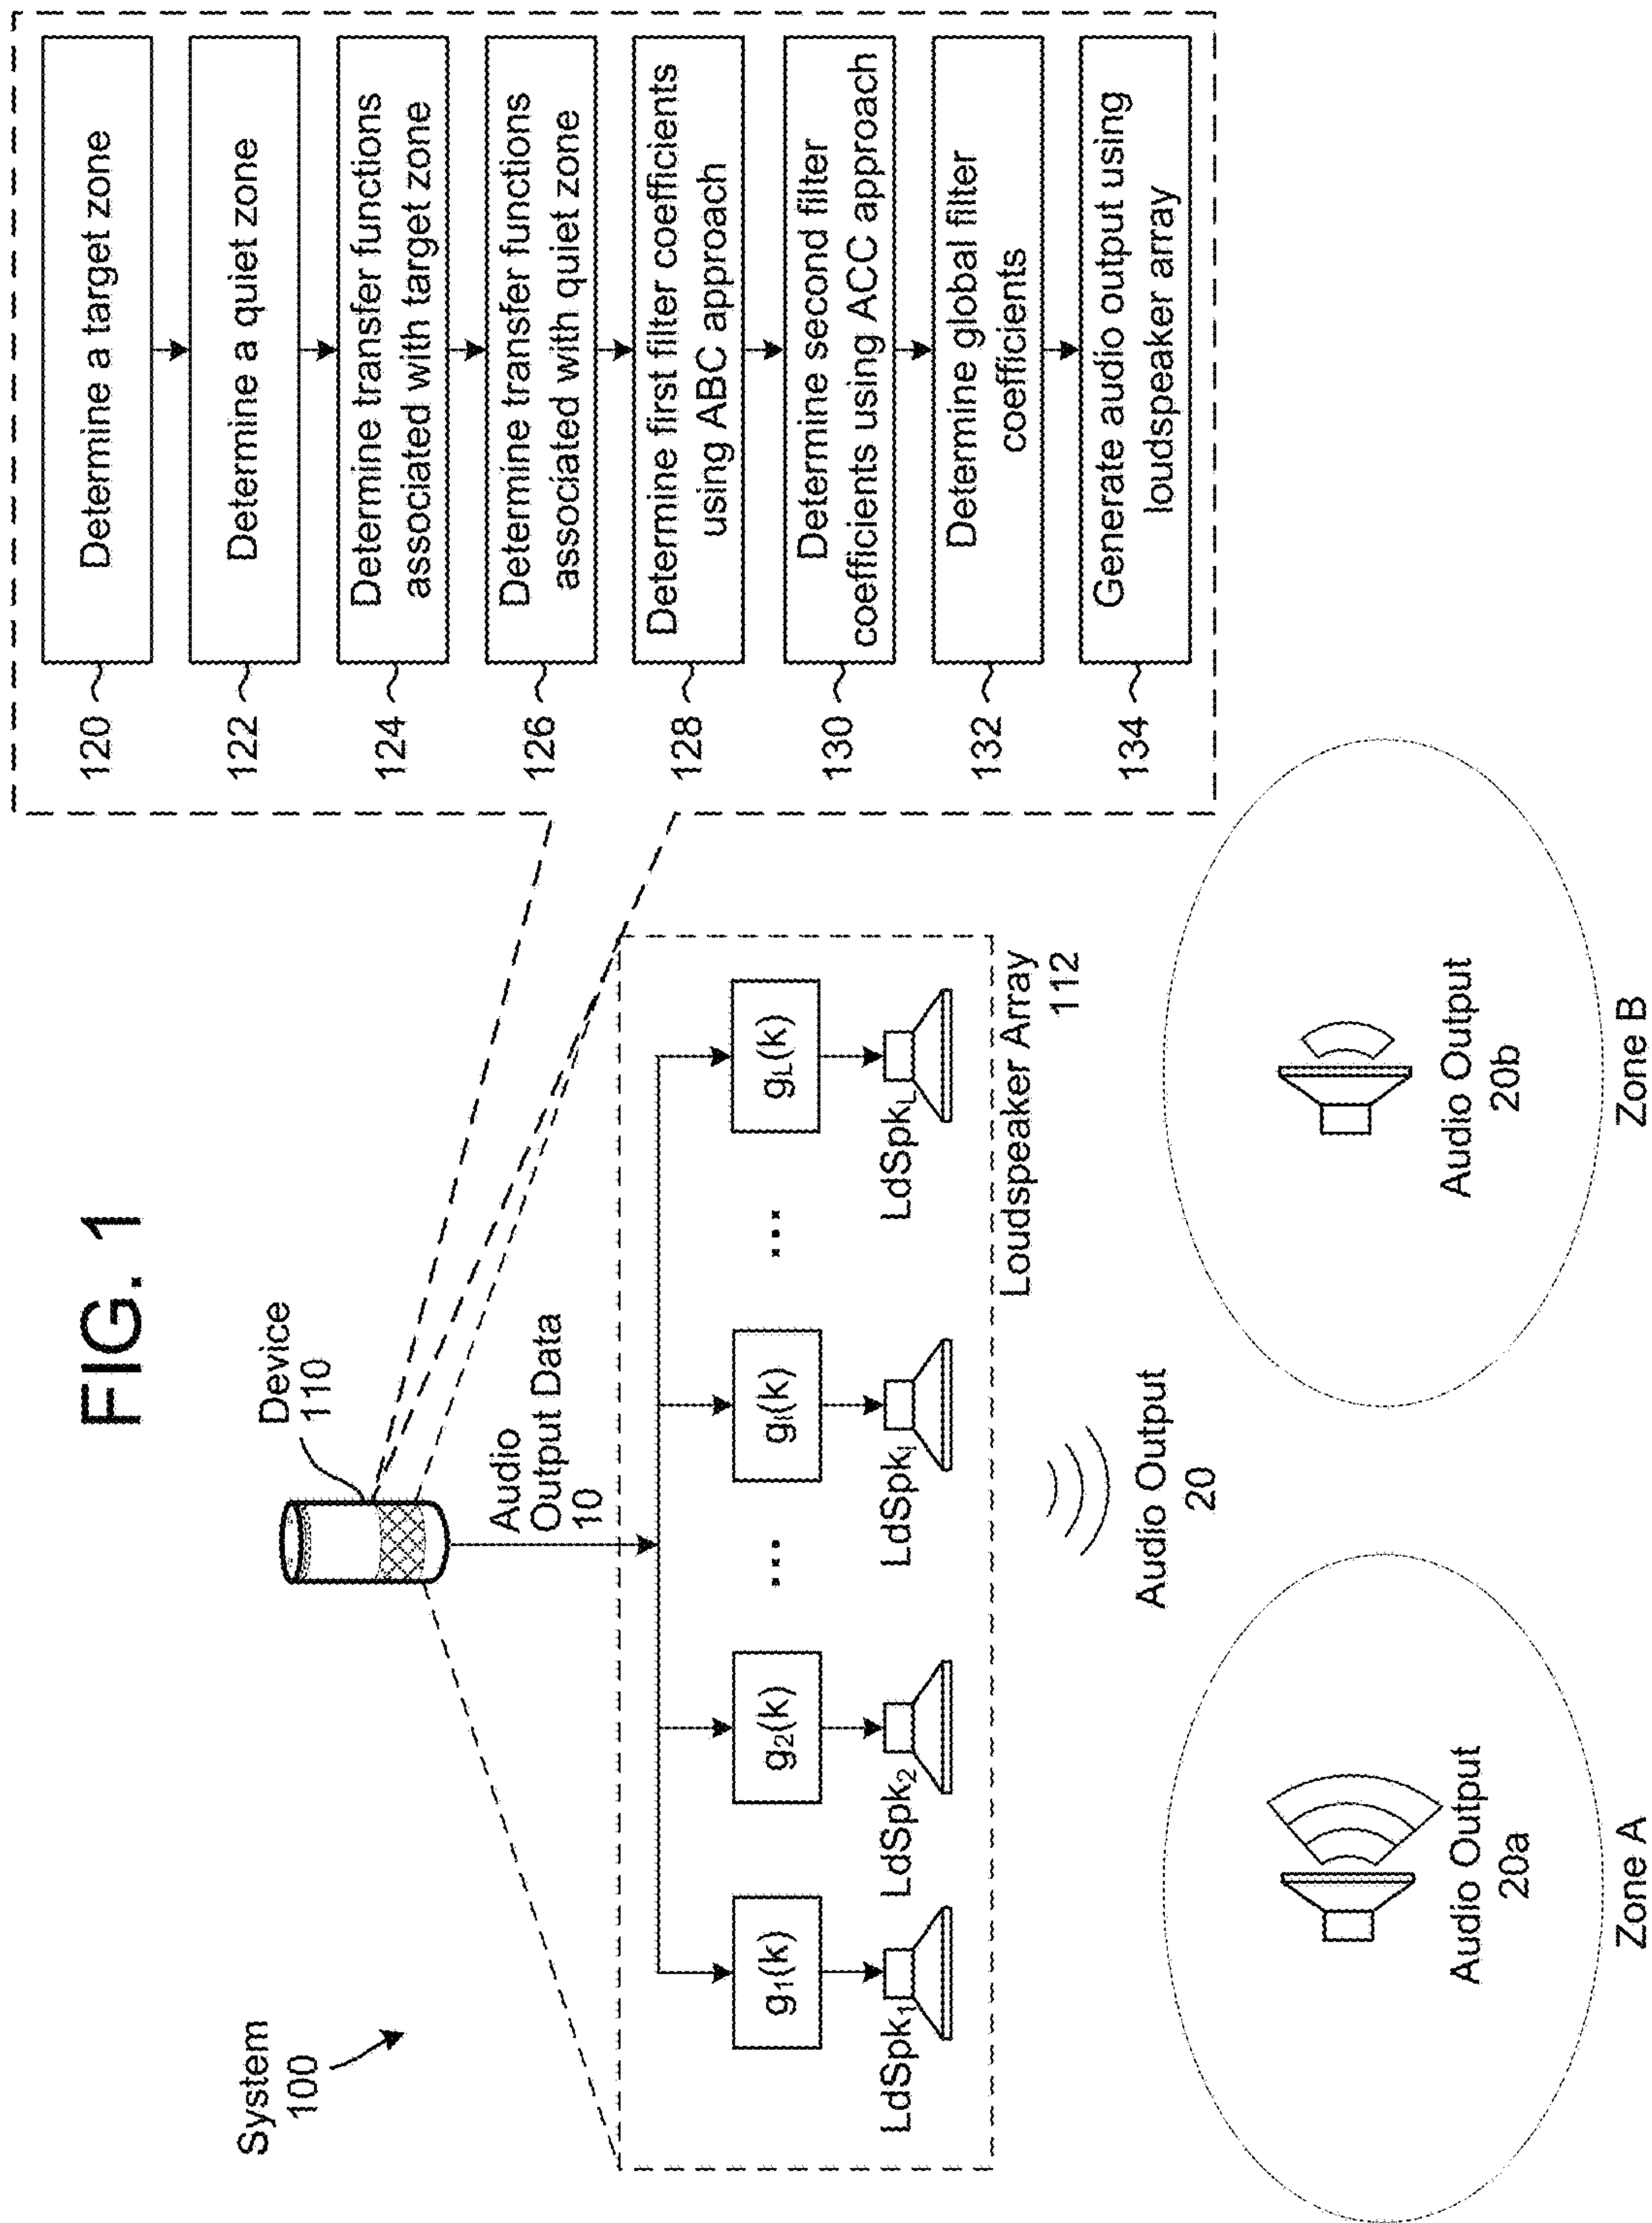 FIG. 1
System
100
Device
110
Audio
Output Data
10
g1(k)
g2(k)
...
gl(k)
...
gL(k)
LdSpk1
LdSpk2
LdSpkl
LdSpkL
Loudspeaker Array
112
Audio Output
20
Audio Output
20a
Zone A
Audio Output
20b
Zone B
120
Determine a target zone
122
Determine a quiet zone
124
Determine transfer functions
associated with target zone
126
Determine transfer functions
associated with quiet zone
128
Determine first filter coefficients
using ABC approach
130
Determine second filter
coefficients using ACC approach
132
Determine global filter
coefficients
134
Generate audio output using
loudspeaker array